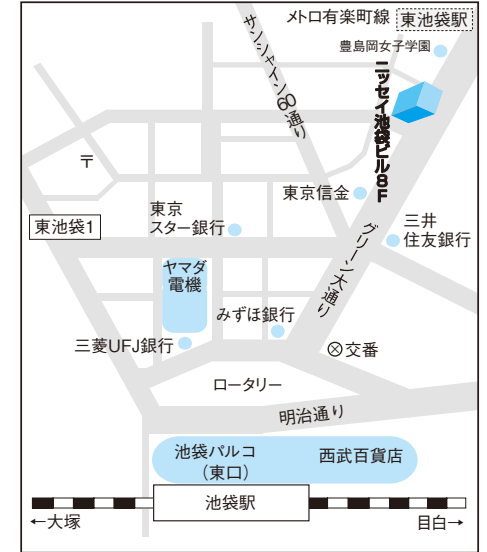 メトロ有楽町線 東池袋駅
豊島岡女子学園
サンシャイン60通り
ニッセイ池袋ビル8F
〒
東京信金
東池袋1
東京
スター銀行
三井
住友銀行
グリーン大通り
ヤマダ
電機
みずほ銀行
三菱UFJ銀行
交番
ロータリー
明治通り
池袋パルコ
（東口）
西武百貨店
池袋駅
←大塚
目白→